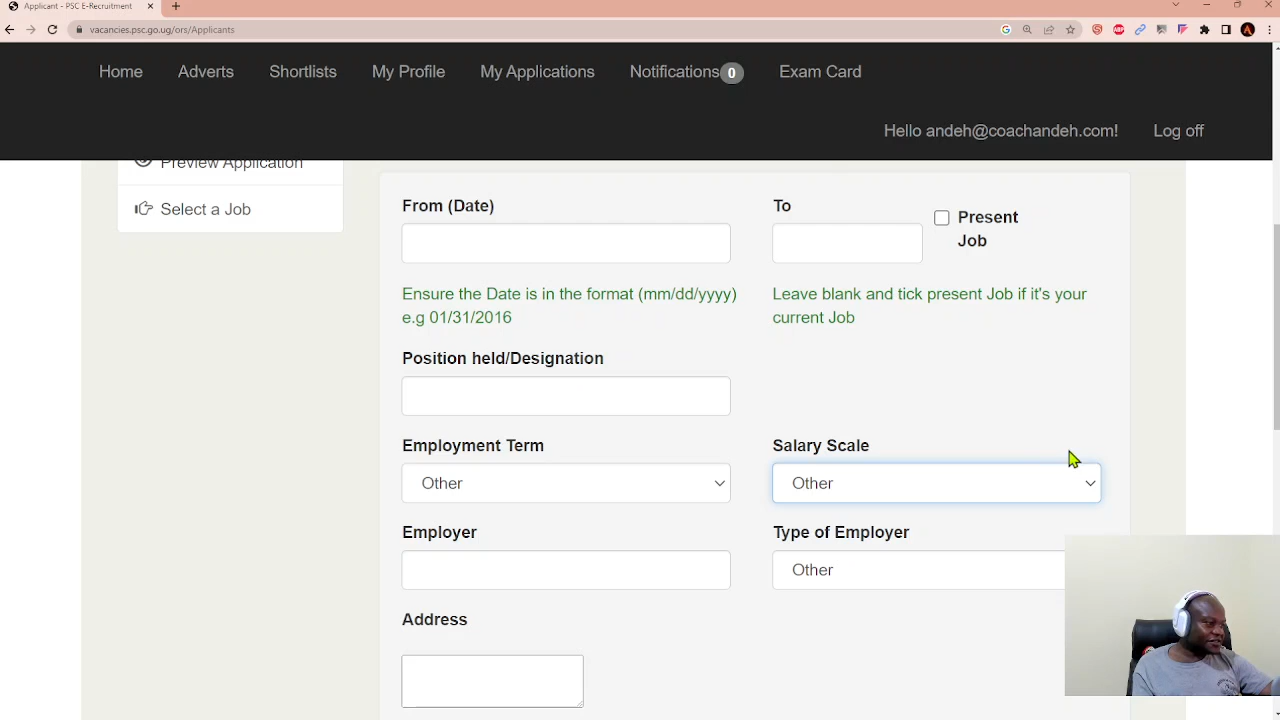 Applicant - PSC E-Recruitment
vacancies.psc.go.ug/ors/Applicants
Home Adverts Shortlists My Profile My Applications Notifications 0 Exam Card
Hello andeh@coachandeh.com! Log off
Preview Application
Select a Job
From (Date) To Present
Job
Ensure the Date is in the format (mm/dd/yyyy) Leave blank and tick present Job if it's your
e.g 01/31/2016 current Job
Position held/Designation
Employment Term Salary Scale
Other Other
Employer Type of Employer
Other
Address